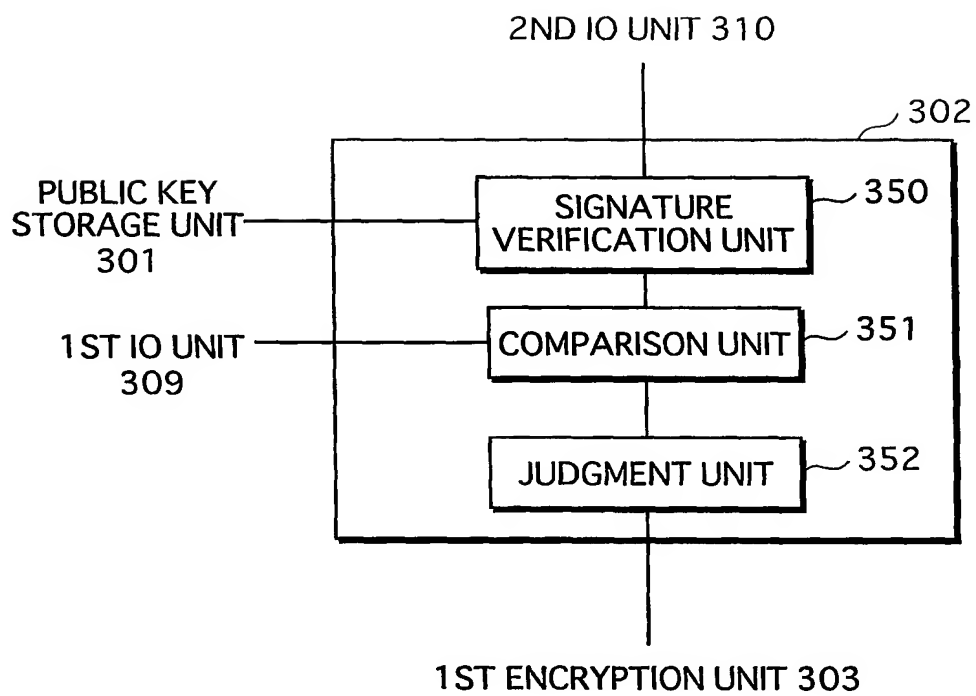 2ND IO UNIT 310
302
PUBLIC KEY
STORAGE UNIT
301
SIGNATURE
VERIFICATION UNIT
350
1ST IO UNIT
309
COMPARISON UNIT
351
JUDGMENT UNIT
352
1ST ENCRYPTION UNIT 303